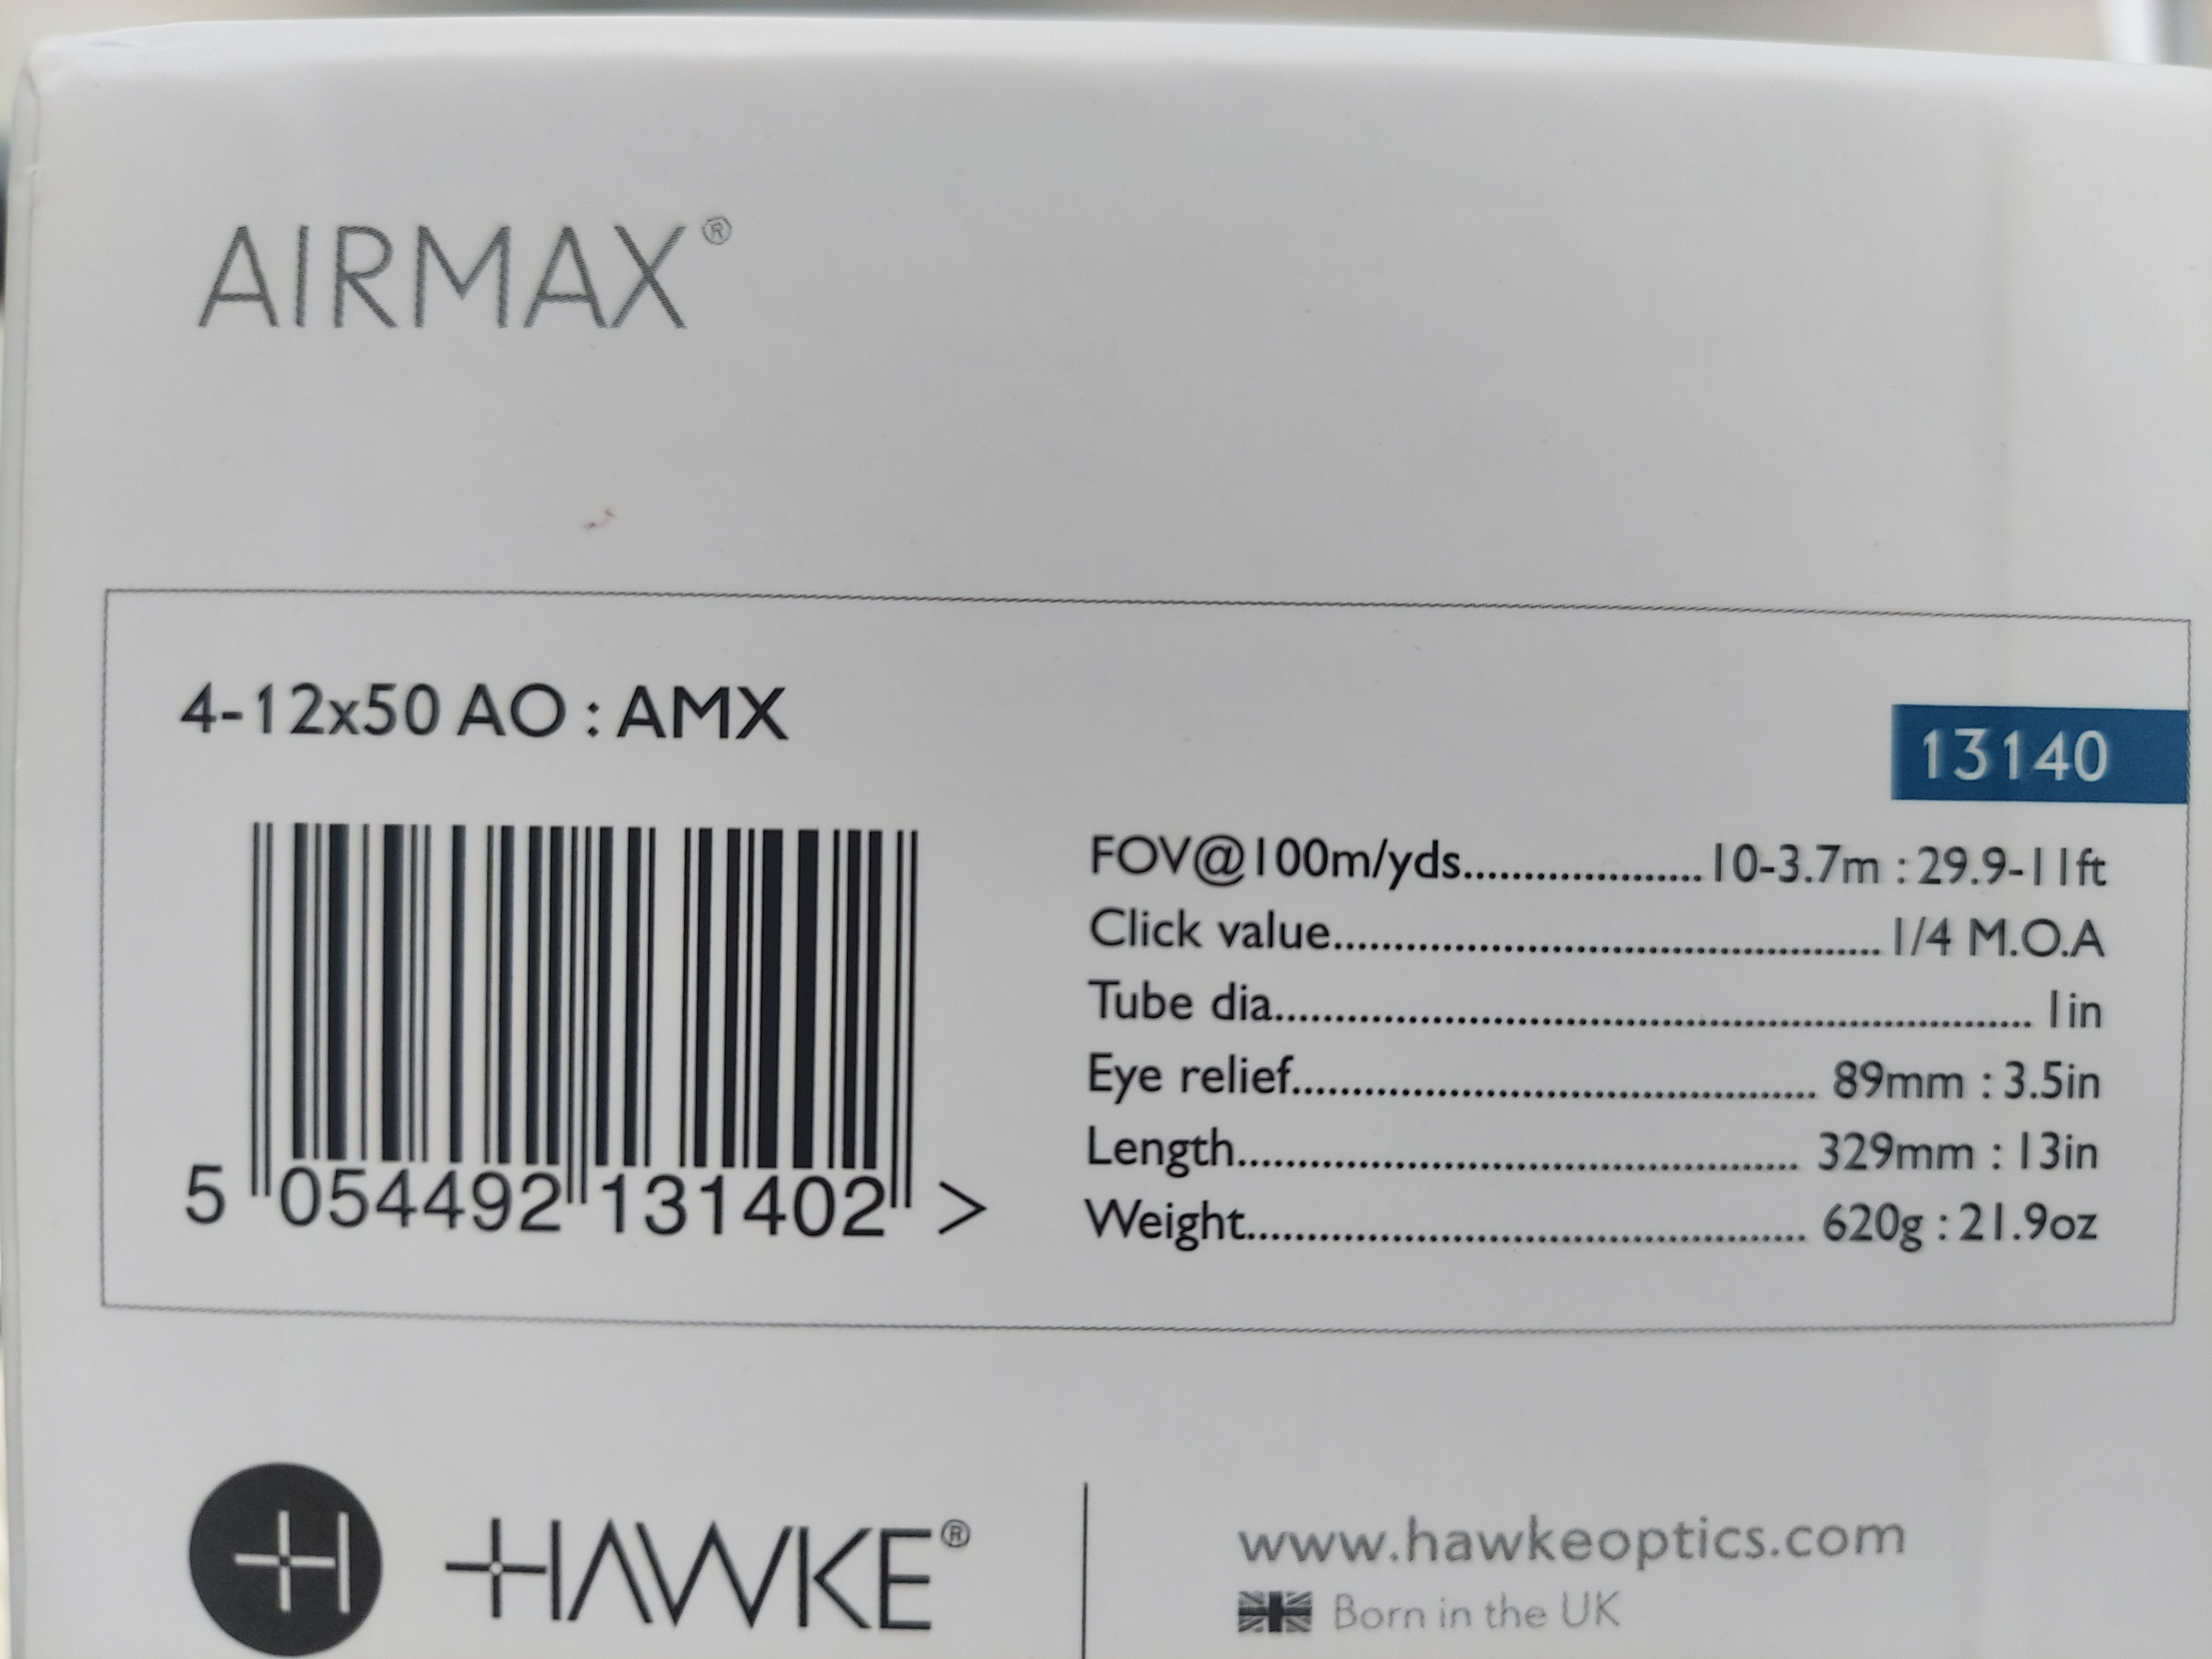 AIRMAX®
4-12x50 AO : AMX
13140
FOV@100m/yds....................10-3.7m : 29.9-11ft
Click value..............................................1/4 M.O.A
Tube dia................................................................ 1in
Eye relief............................................ 89mm : 3.5in
Length............................................... 329mm : 13in
Weight............................................... 620g : 21.9oz
5 054492 131402 >
HAWKE®
www.hawkeoptics.com
Born in the UK